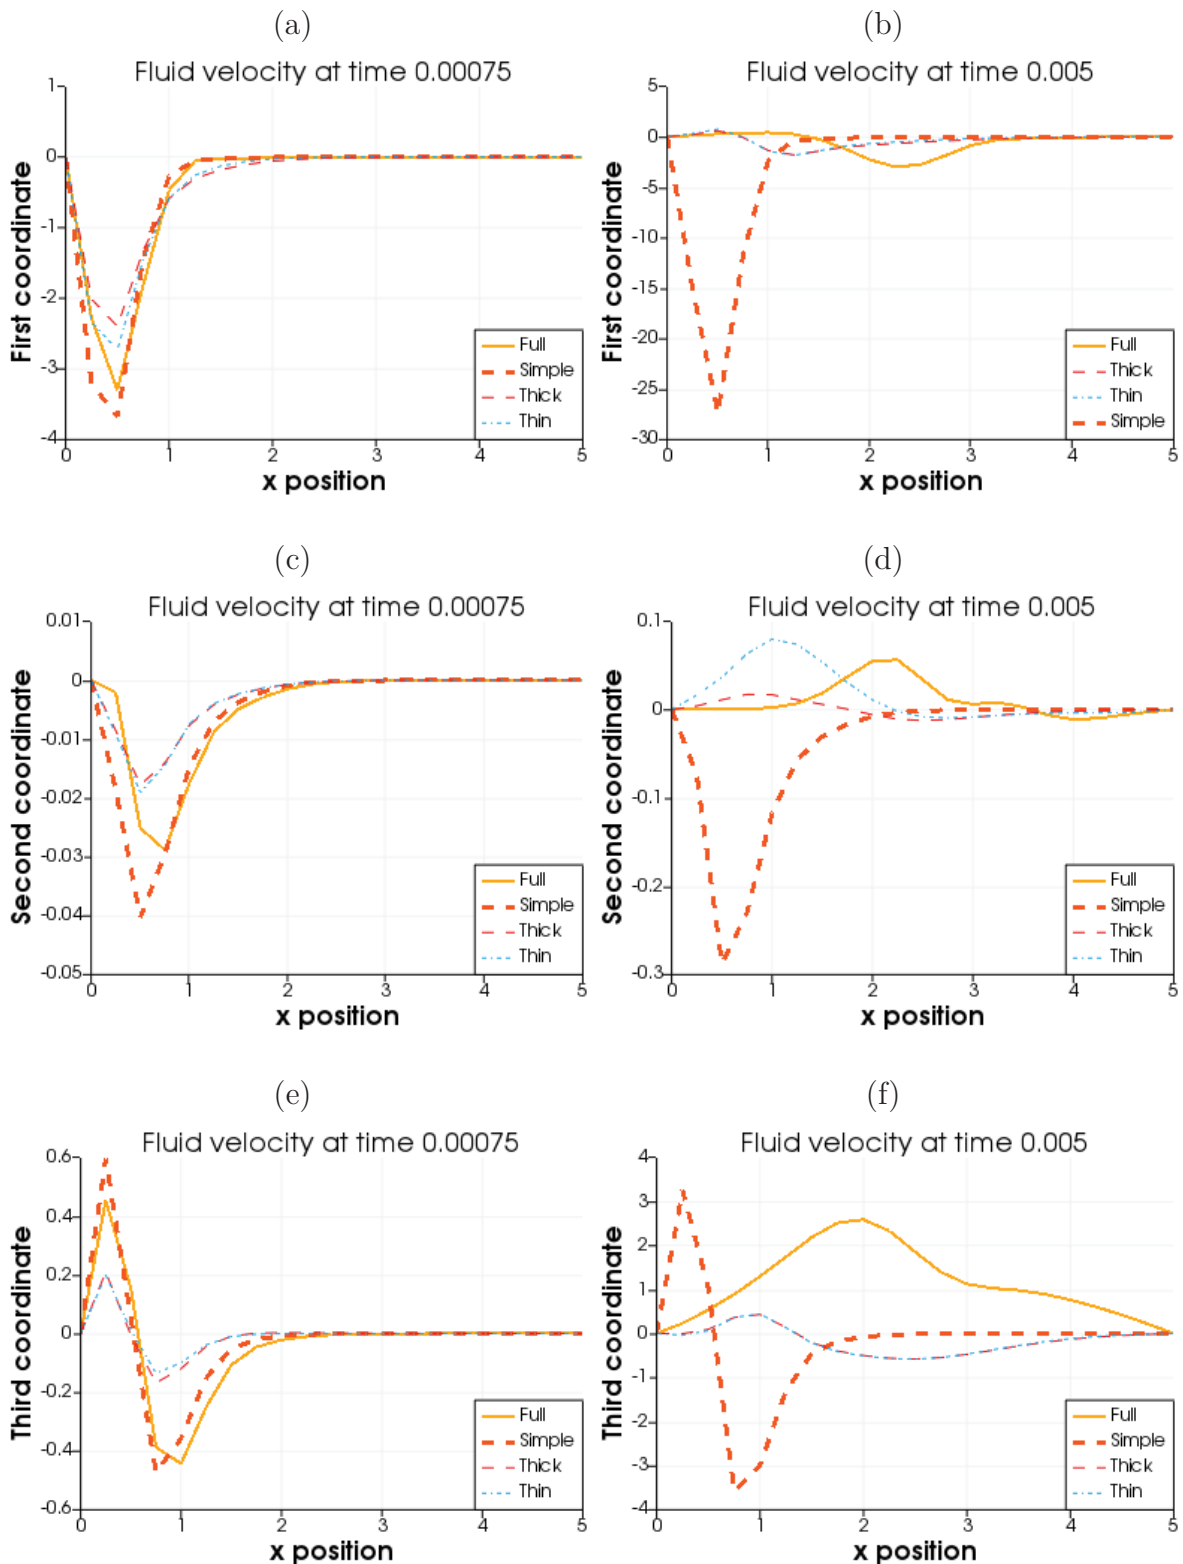 (a)
Fluid velocity at time 0.00075
1
0
-1
-2
-3
-4
0 1 2 3 4 5
First coordinate
x position
Full
Simple
Thick
Thin
(b)
Fluid velocity at time 0.005
5
0
-5
-10
-15
-20
-25
-30
0 1 2 3 4 5
First coordinate
x position
Full
Thick
Thin
Simple
(c)
Fluid velocity at time 0.00075
0.01
0
-0.01
-0.02
-0.03
-0.04
-0.05
0 1 2 3 4 5
Second coordinate
x position
Full
Simple
Thick
Thin
(d)
Fluid velocity at time 0.005
0.1
0
-0.1
-0.2
-0.3
0 1 2 3 4 5
Second coordinate
x position
Full
Simple
Thick
Thin
(e)
Fluid velocity at time 0.00075
0.6
0.4
0.2
0
-0.2
-0.4
-0.6
0 1 2 3 4 5
Third coordinate
x position
Full
Simple
Thick
Thin
(f)
Fluid velocity at time 0.005
4
3
2
1
0
-1
-2
-3
-4
0 1 2 3 4 5
Third coordinate
x position
Full
Simple
Thick
Thin